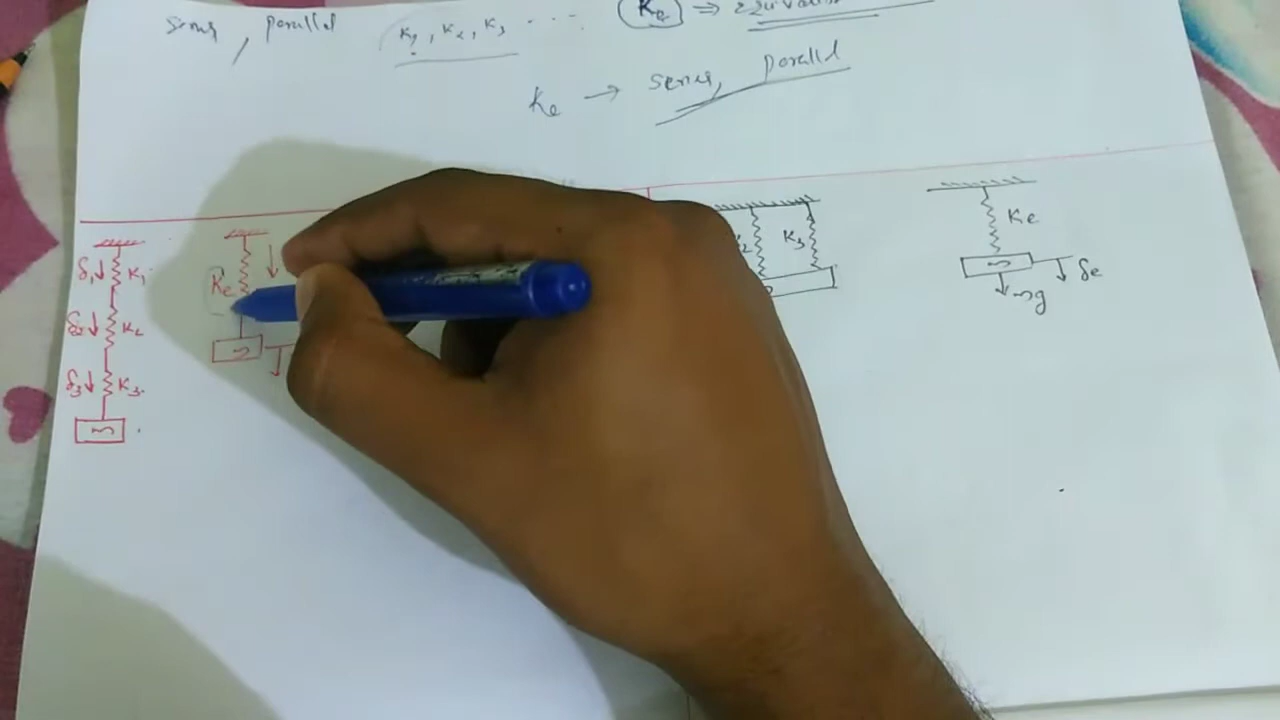 series, parallel K₁, K₂, K₃ .... Ke ⇒
Ke → series, parallel
δ₁ K₁
δ₂ K₂
δ₃ K₃
m
Ke
m
K₃
Ke
m δe
mg